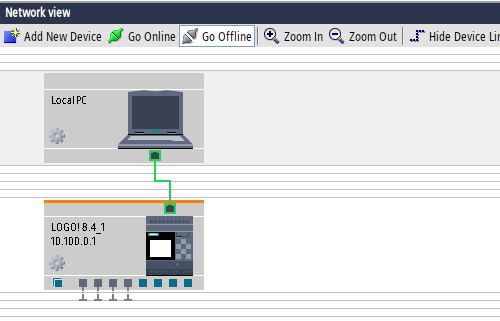 Network view
Add New Device Go Online Go Offline Zoom In Zoom Out Hide Device Lin
Local PC
LOGO! 8.4_1
10.100.0.1